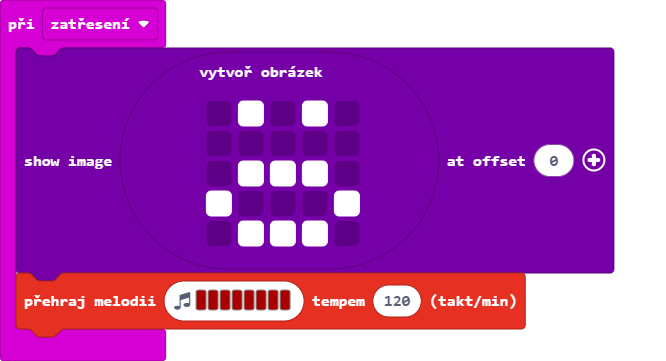 při zatřesení
vytvoř obrázek
show image at offset 0
přehraj melodii tempem 120 (takt/min)